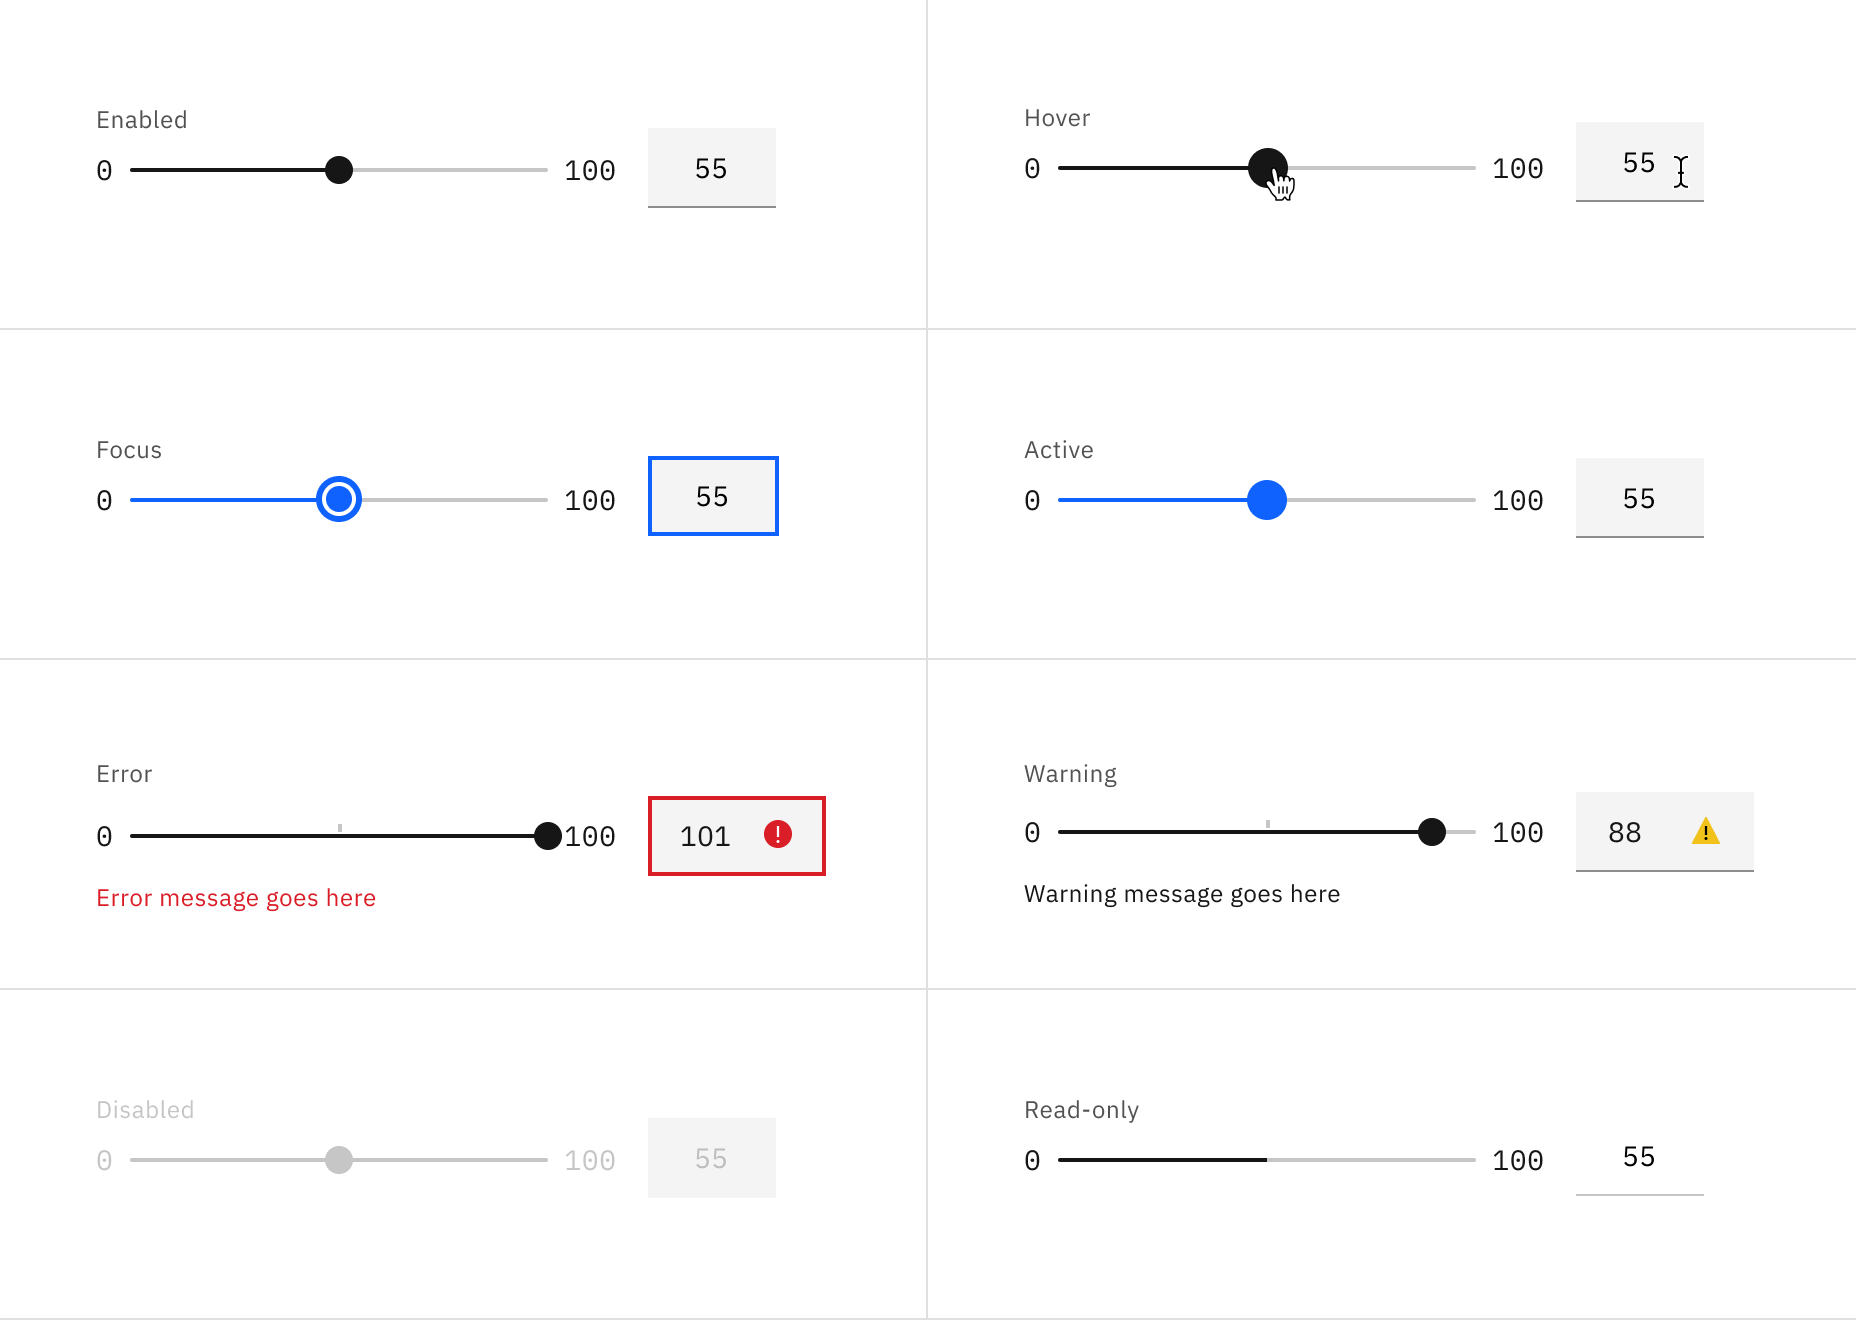 Enabled
0 100 55
Hover
0 100 55
Focus
0 100 55
Active
0 100 55
Error
0 100 101
Error message goes here
Warning
0 100 88
Warning message goes here
Disabled
0 100 55
Read-only
0 100 55